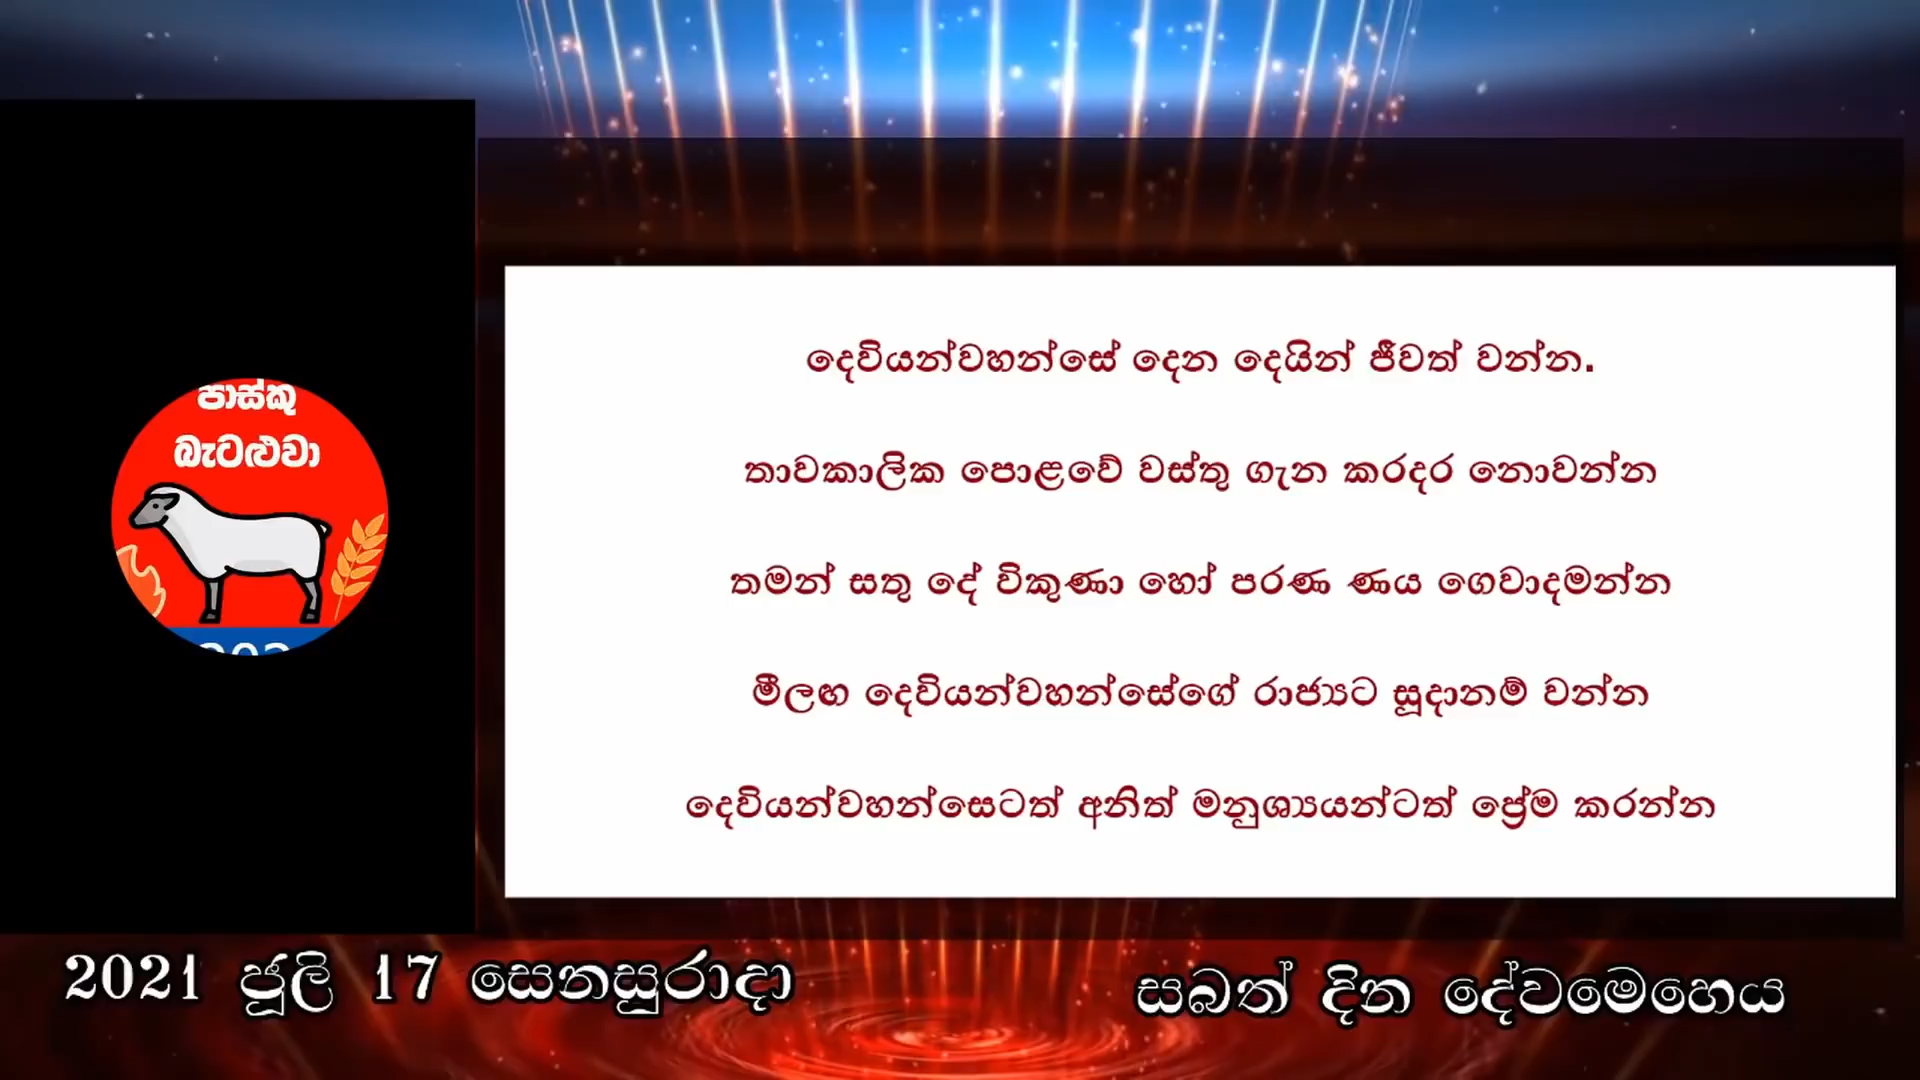 පාස්කු
බැටළුවා
දෙවියන්වහන්සේ දෙන දෙයින් ජීවත් වන්න.
තාවකාලික පොළවේ වස්තු ගැන කරදර නොවන්න
තමන් සතු දේ විකුණා හෝ පරණ ණය ගෙවාදමන්න
මීලඟ දෙවියන්වහන්සේගේ රාජ්‍යට සූදානම් වන්න
දෙවියන්වහන්සෙටත් අනිත් මනුශ්‍යයන්ටත් ප්‍රේම කරන්න
2021 ජූලි 17 සෙනසුරාදා
සබත් දින දේවමෙහෙය